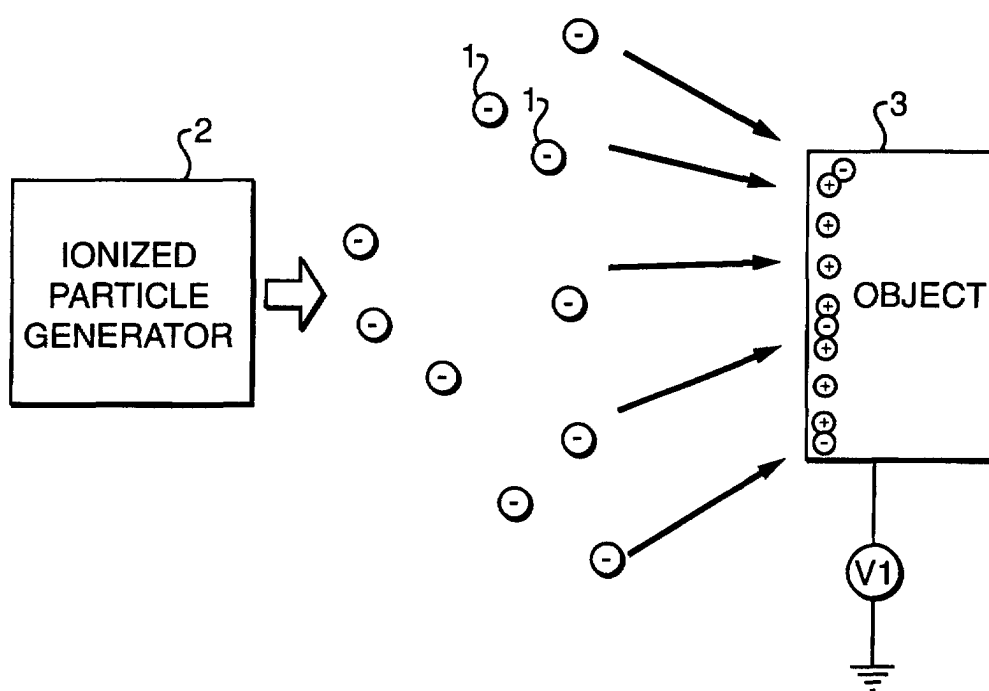 1
1
2
3
IONIZED
PARTICLE
GENERATOR
OBJECT
V1